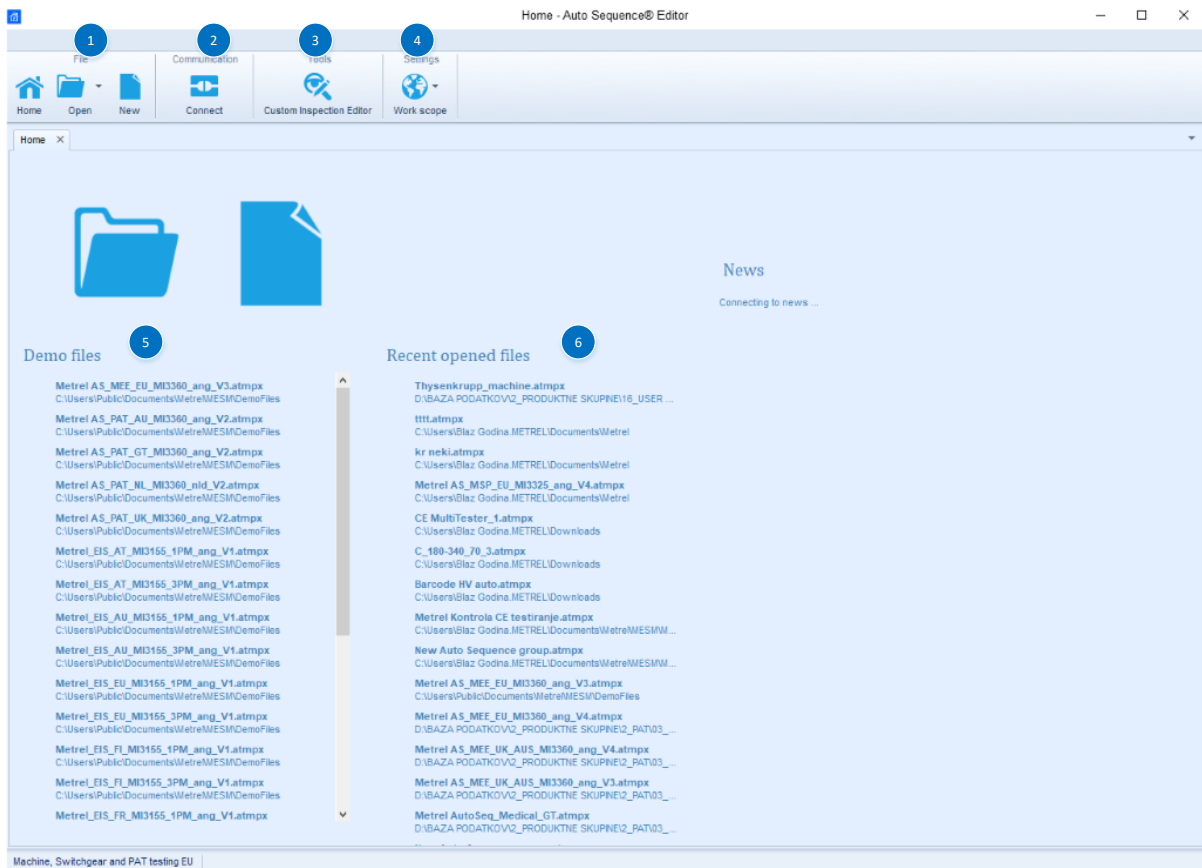 Home - Auto Sequence® Editor
1 2 3 4
File Communication Tools Settings
Home Open New Connect Custom Inspection Editor Work scope
Home
News
Connecting to news ...
5 6
Demo files
Metrel AS_MEE_EU_MI3360_ang_V3.atmpx
C:\Users\Public\Documents\Metrel\MESM\DemoFiles
Metrel AS_PAT_AU_MI3360_ang_V2.atmpx
C:\Users\Public\Documents\Metrel\MESM\DemoFiles
Metrel AS_PAT_GT_MI3360_ang_V2.atmpx
C:\Users\Public\Documents\Metrel\MESM\DemoFiles
Metrel AS_PAT_NL_MI3360_nld_V2.atmpx
C:\Users\Public\Documents\Metrel\MESM\DemoFiles
Metrel AS_PAT_UK_MI3360_ang_V2.atmpx
C:\Users\Public\Documents\Metrel\MESM\DemoFiles
Metrel_EIS_AT_MI3155_1PM_ang_V1.atmpx
C:\Users\Public\Documents\Metrel\MESM\DemoFiles
Metrel_EIS_AT_MI3155_3PM_ang_V1.atmpx
C:\Users\Public\Documents\Metrel\MESM\DemoFiles
Metrel_EIS_AU_MI3155_1PM_ang_V1.atmpx
C:\Users\Public\Documents\Metrel\MESM\DemoFiles
Metrel_EIS_AU_MI3155_3PM_ang_V1.atmpx
C:\Users\Public\Documents\Metrel\MESM\DemoFiles
Metrel_EIS_EU_MI3155_1PM_ang_V1.atmpx
C:\Users\Public\Documents\Metrel\MESM\DemoFiles
Metrel_EIS_EU_MI3155_3PM_ang_V1.atmpx
C:\Users\Public\Documents\Metrel\MESM\DemoFiles
Metrel_EIS_FI_MI3155_1PM_ang_V1.atmpx
C:\Users\Public\Documents\Metrel\MESM\DemoFiles
Metrel_EIS_FI_MI3155_3PM_ang_V1.atmpx
C:\Users\Public\Documents\Metrel\MESM\DemoFiles
Metrel_EIS_FR_MI3155_1PM_ang_V1.atmpx
Recent opened files
Thysenkrupp_machine.atmpx
D:\BAZA PODATKOV\2_PRODUKTNE SKUPINE\16_USER ...
tttt.atmpx
C:\Users\Blaz Godina.METREL\Documents\Metrel
kr neki.atmpx
C:\Users\Blaz Godina.METREL\Documents\Metrel
Metrel AS_MSP_EU_MI3325_ang_V4.atmpx
C:\Users\Blaz Godina.METREL\Documents\Metrel
CE MultiTester_1.atmpx
C:\Users\Blaz Godina.METREL\Downloads
C_180-340_70_3.atmpx
C:\Users\Blaz Godina.METREL\Downloads
Barcode HV auto.atmpx
C:\Users\Blaz Godina.METREL\Downloads
Metrel Kontrola CE testiranje.atmpx
C:\Users\Blaz Godina.METREL\Documents\Metrel\MESM\M...
New Auto Sequence group.atmpx
C:\Users\Blaz Godina.METREL\Documents\Metrel\MESM\M...
Metrel AS_MEE_EU_MI3360_ang_V3.atmpx
C:\Users\Public\Documents\Metrel\MESM\DemoFiles
Metrel AS_MEE_EU_MI3360_ang_V4.atmpx
D:\BAZA PODATKOV\2_PRODUKTNE SKUPINE\2_PAT\03_...
Metrel AS_MEE_UK_AUS_MI3360_ang_V4.atmpx
D:\BAZA PODATKOV\2_PRODUKTNE SKUPINE\2_PAT\03_...
Metrel AS_MEE_UK_AUS_MI3360_ang_V3.atmpx
D:\BAZA PODATKOV\2_PRODUKTNE SKUPINE\2_PAT\03_...
Metrel AutoSeq_Medical_GT.atmpx
D:\BAZA PODATKOV\2_PRODUKTNE SKUPINE\2_PAT\03_...
Machine, Switchgear and PAT testing EU